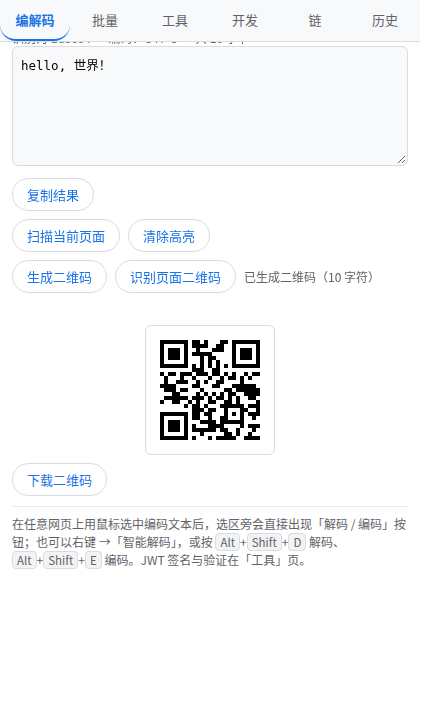 编解码 批量 工具 开发 链 历史
hello, 世界!
复制结果
扫描当前页面 清除高亮
生成二维码 识别页面二维码 已生成二维码（10 字符）
下载二维码
在任意网页上用鼠标选中编码文本后，选区旁会直接出现「解码 / 编码」按
钮；也可以右键 →「智能解码」，或按 Alt+Shift+D 解码、
Alt+Shift+E 编码。JWT 签名与验证在「工具」页。